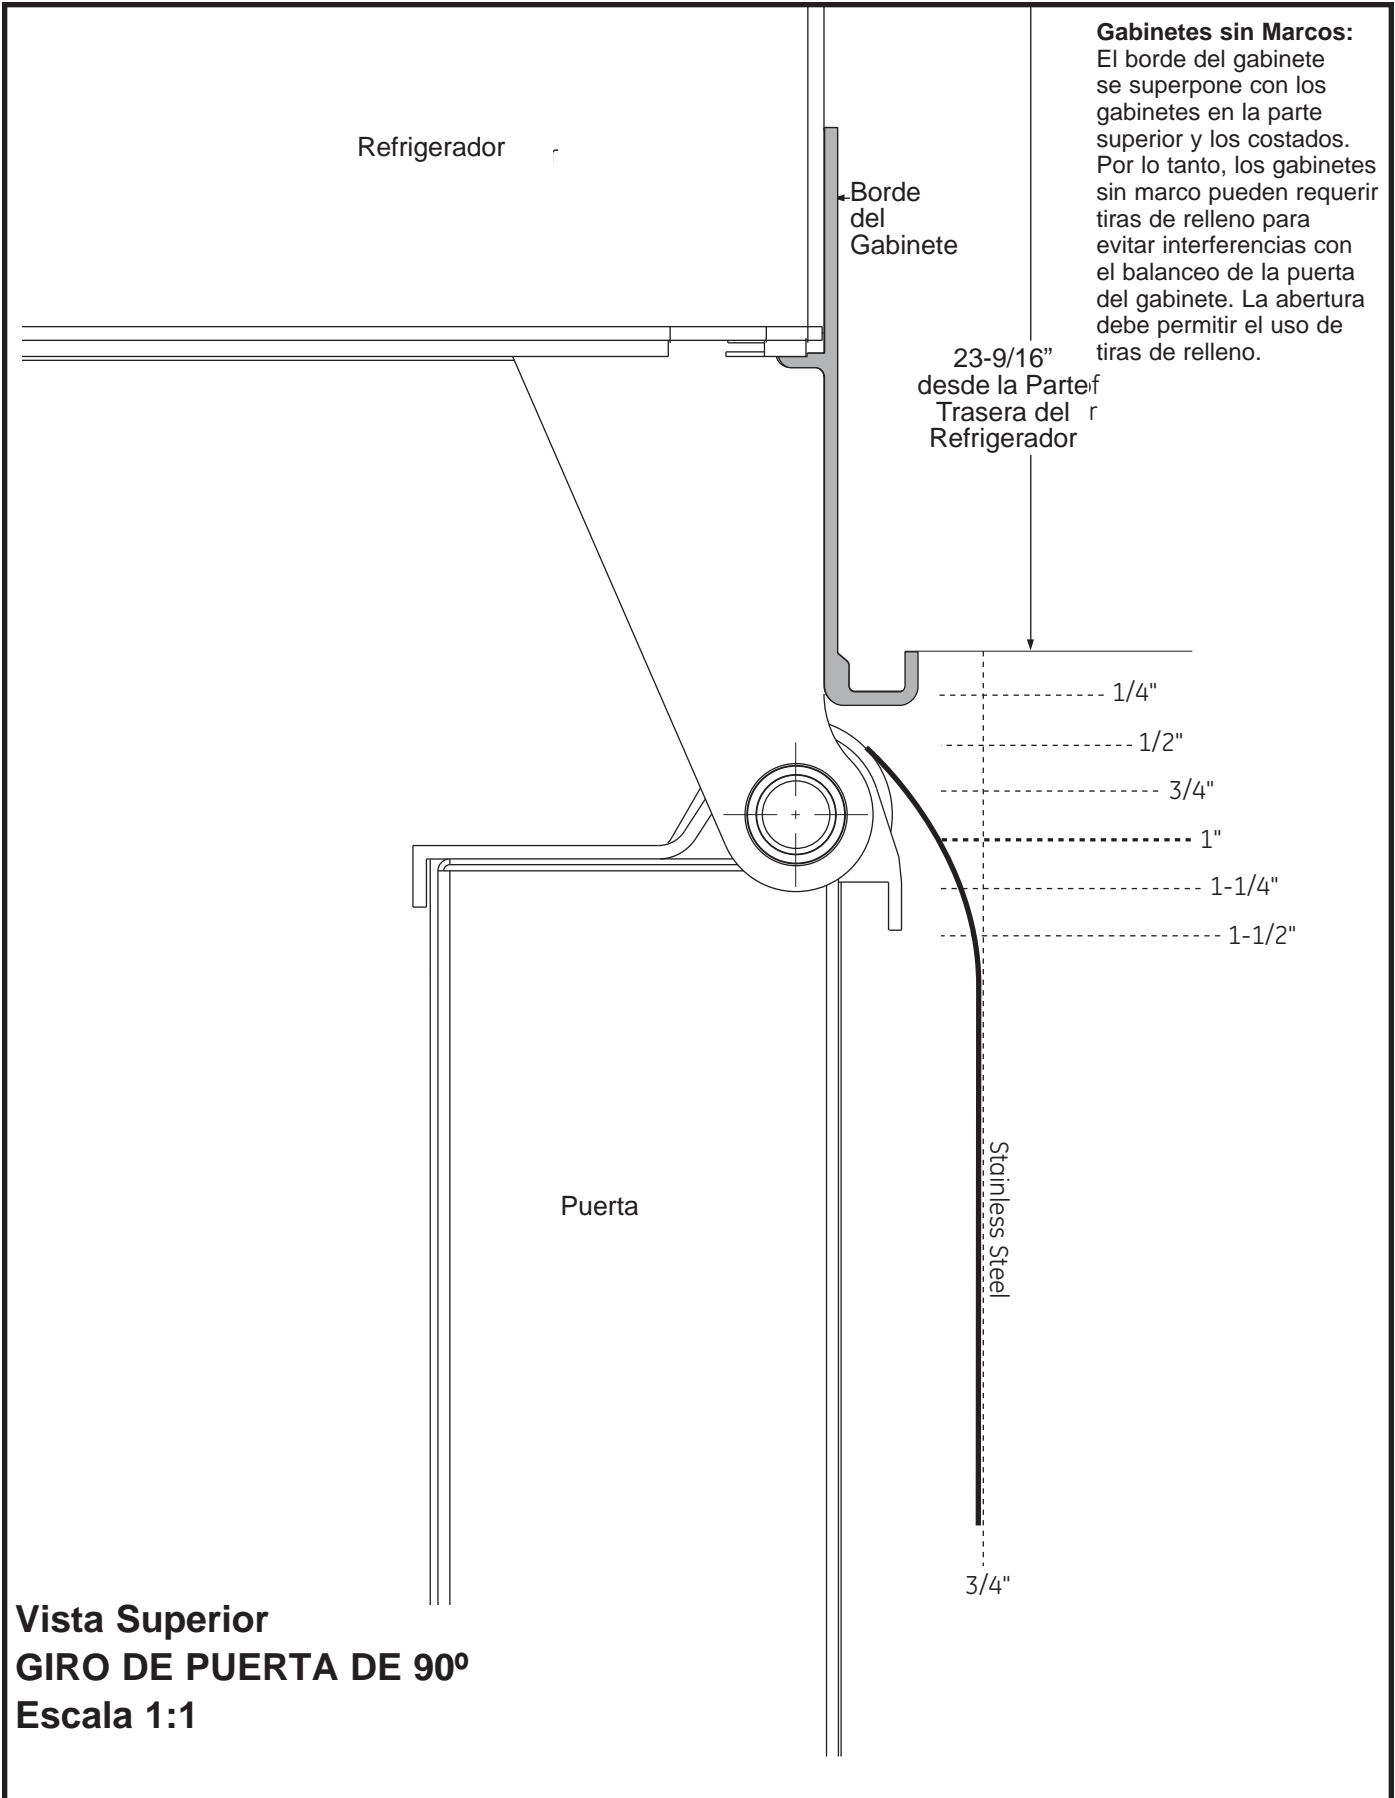 Gabinetes sin Marcos:
El borde del gabinete
se superpone con los
gabinetes en la parte
superior y los costados.
Por lo tanto, los gabinetes
sin marco pueden requerir
tiras de relleno para
evitar interferencias con
el balanceo de la puerta
del gabinete. La abertura
debe permitir el uso de
tiras de relleno.
Refrigerador
Borde
del
Gabinete
23-9/16”
desde la Parte
Trasera del
Refrigerador
1/4"
1/2"
3/4"
1"
1-1/4"
1-1/2"
Stainless Steel
Puerta
3/4"
Vista Superior
GIRO DE PUERTA DE 90º
Escala 1:1